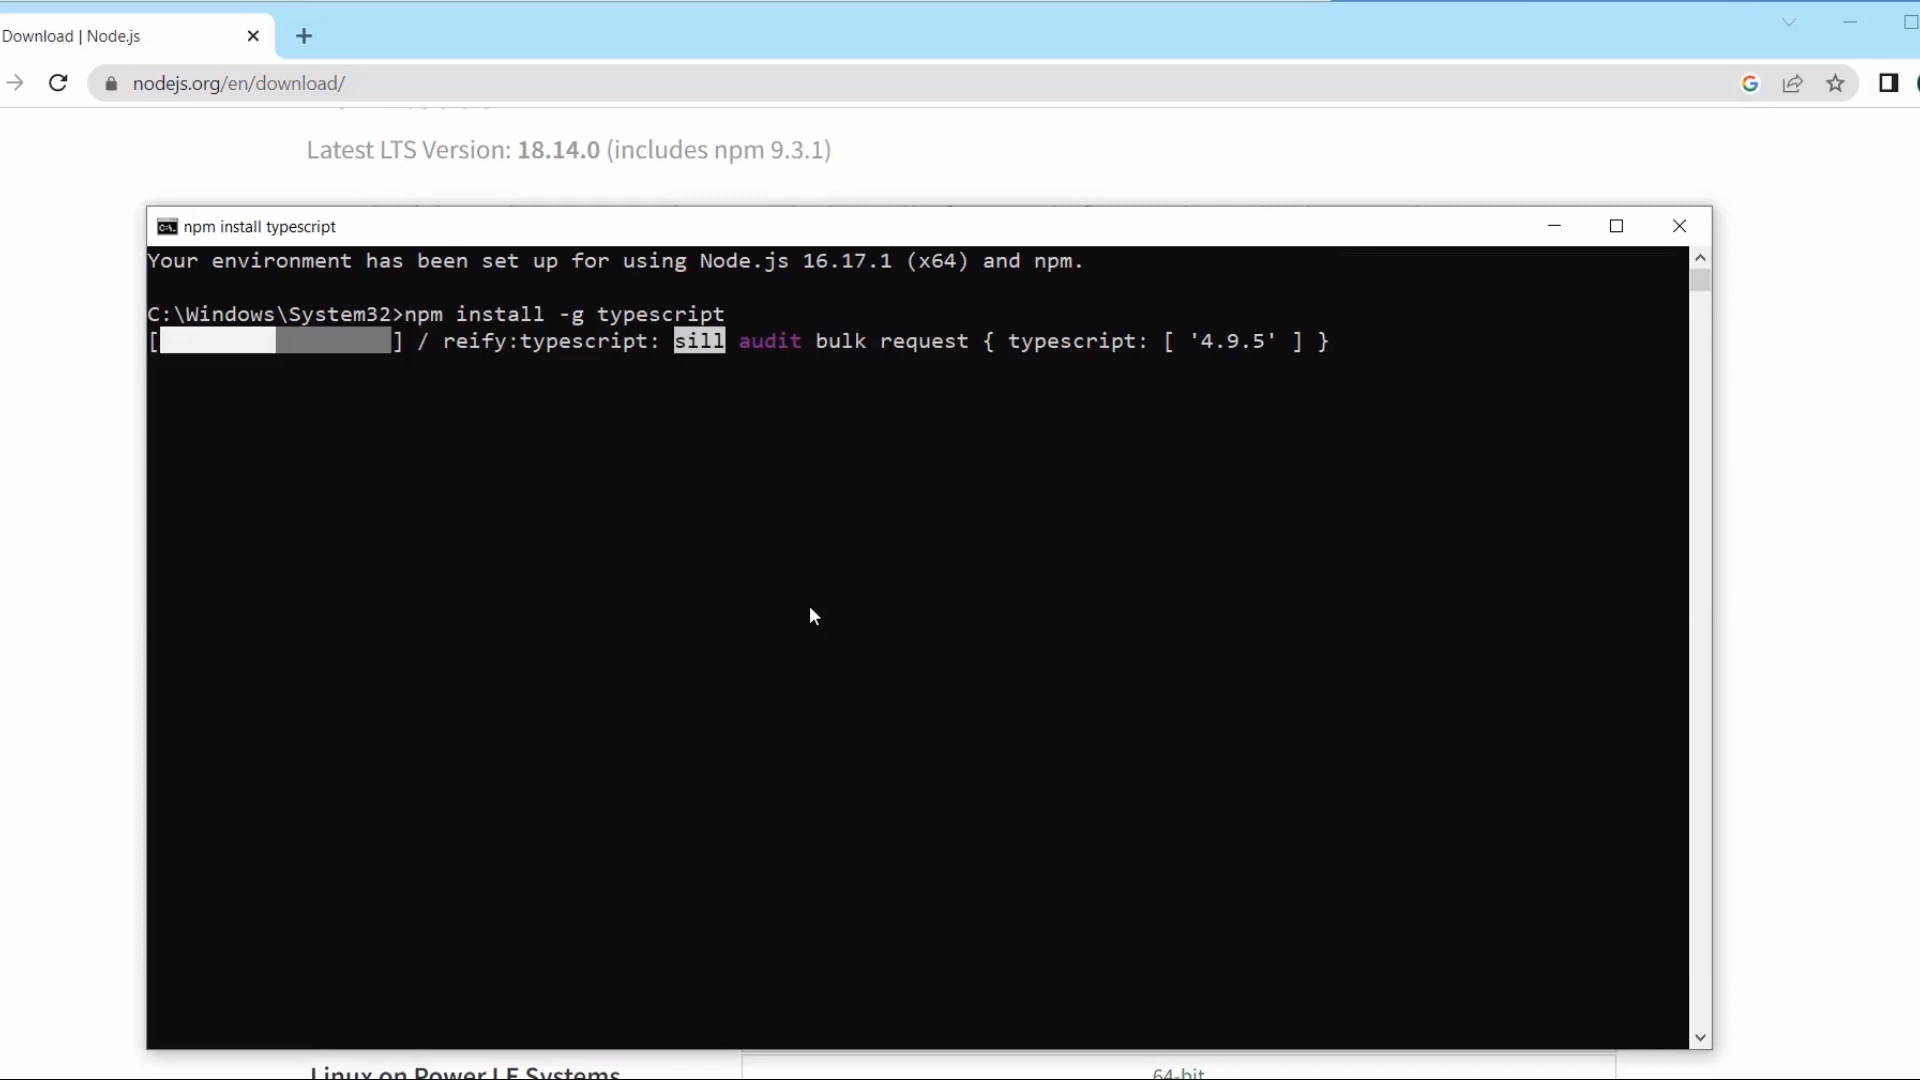 Download | Node.js
nodejs.org/en/download/
Latest LTS Version: 18.14.0 (includes npm 9.3.1)
npm install typescript
Your environment has been set up for using Node.js 16.17.1 (x64) and npm.
C:\Windows\System32>npm install -g typescript
[ ] / reify:typescript: sill audit bulk request { typescript: [ '4.9.5' ] }
Linux on Power LE Systems
64-bit